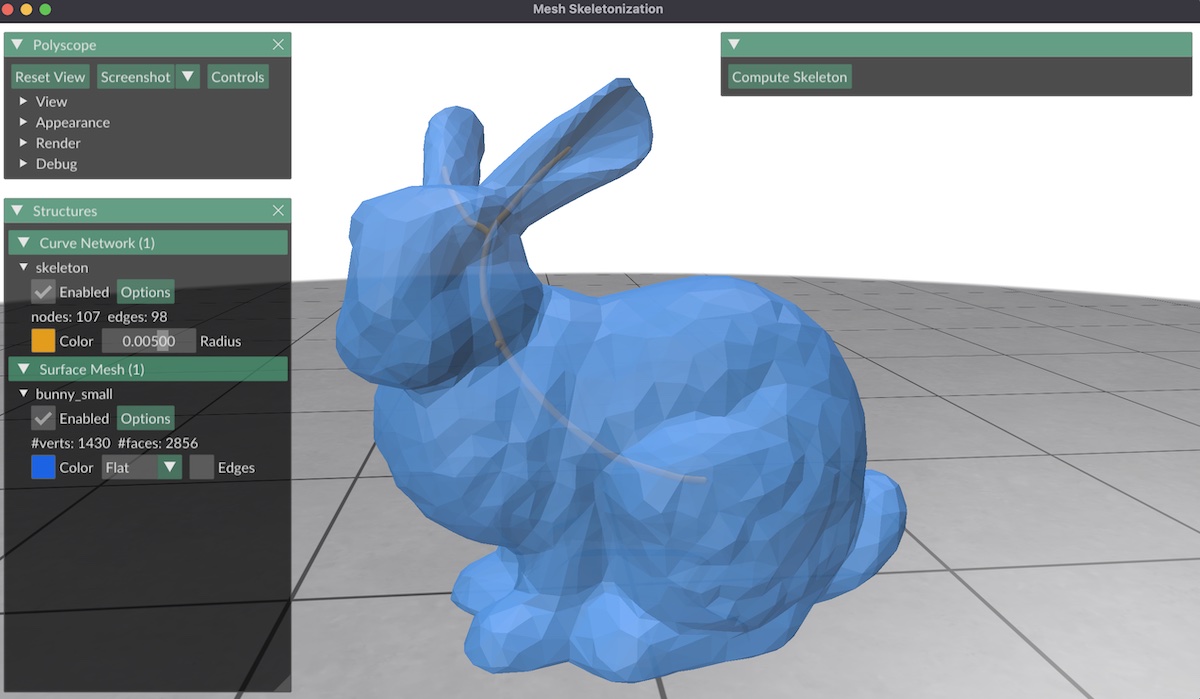 Mesh Skeletonization
Polyscope
Reset View Screenshot Controls
View
Appearance
Render
Debug
Structures
Curve Network (1)
skeleton
Enabled Options
nodes: 107 edges: 98
Color 0.00500 Radius
Surface Mesh (1)
bunny_small
Enabled Options
#verts: 1430 #faces: 2856
Color Flat Edges
Compute Skeleton